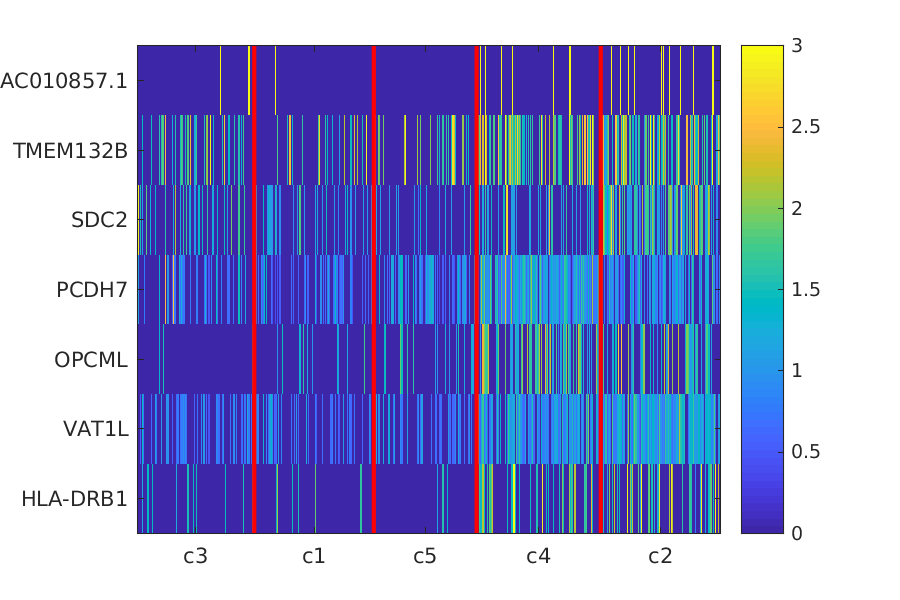 AC010857.1
TMEM132B
SDC2
PCDH7
OPCML
VAT1L
HLA-DRB1
c3 c1 c5 c4 c2
3
2.5
2
1.5
1
0.5
0